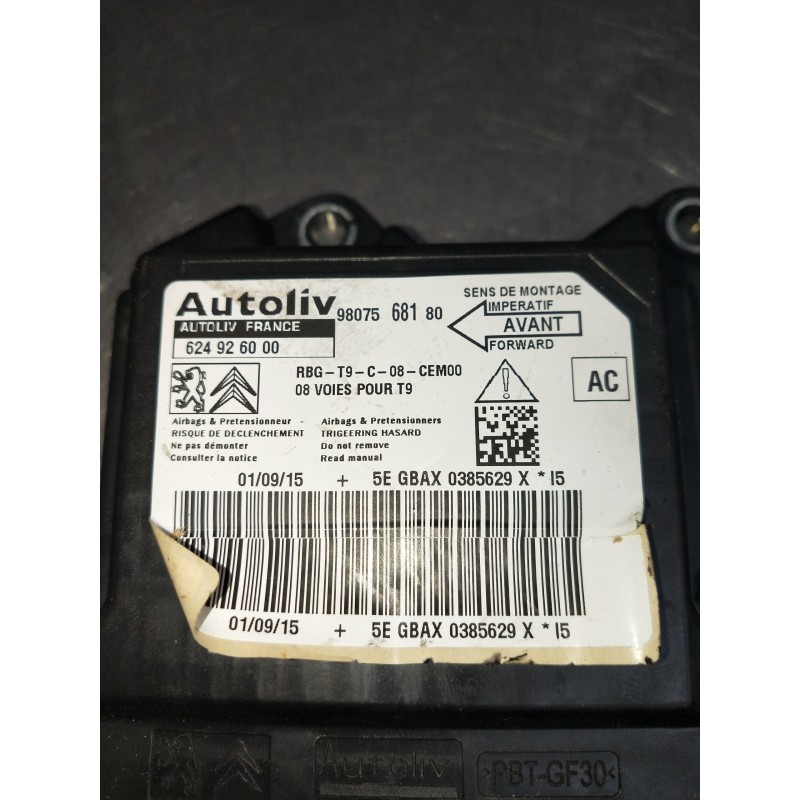 Autoliv
AUTOLIV FRANCE
624 92 6 00
98075 681 80
SENS DE MONTAGE
IMPERATIF
AVANT
FORWARD
RBG-T9-C-08-CEM00
08 VOIES POUR T9
AC
Airbags & Pretensionneur -
RISQUE DE DECLENCHEMENT
Ne pas démonter
Consulter la notice
Airbags & Pretensionners
TRIGEERING HASARD
Do not remove
Read manual
01/09/15 + 5E GBAX 0385629 X * I5
01/09/15 + 5E GBAX 0385629 X * I5
Autoliv
>PBT-GF30<